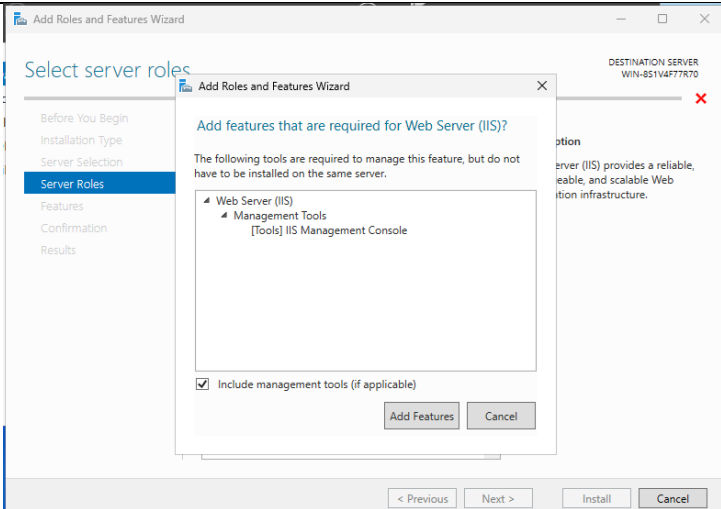 Add Roles and Features Wizard
Select server roles
DESTINATION SERVER
WIN-8S1V4F77R70
Before You Begin
Installation Type
Server Selection
Server Roles
Features
Confirmation
Results
Add Roles and Features Wizard
Add features that are required for Web Server (IIS)?
The following tools are required to manage this feature, but do not
have to be installed on the same server.
Web Server (IIS)
Management Tools
[Tools] IIS Management Console
Include management tools (if applicable)
Add Features
Cancel
ption
erver (IIS) provides a reliable,
eable, and scalable Web
tion infrastructure.
< Previous
Next >
Install
Cancel